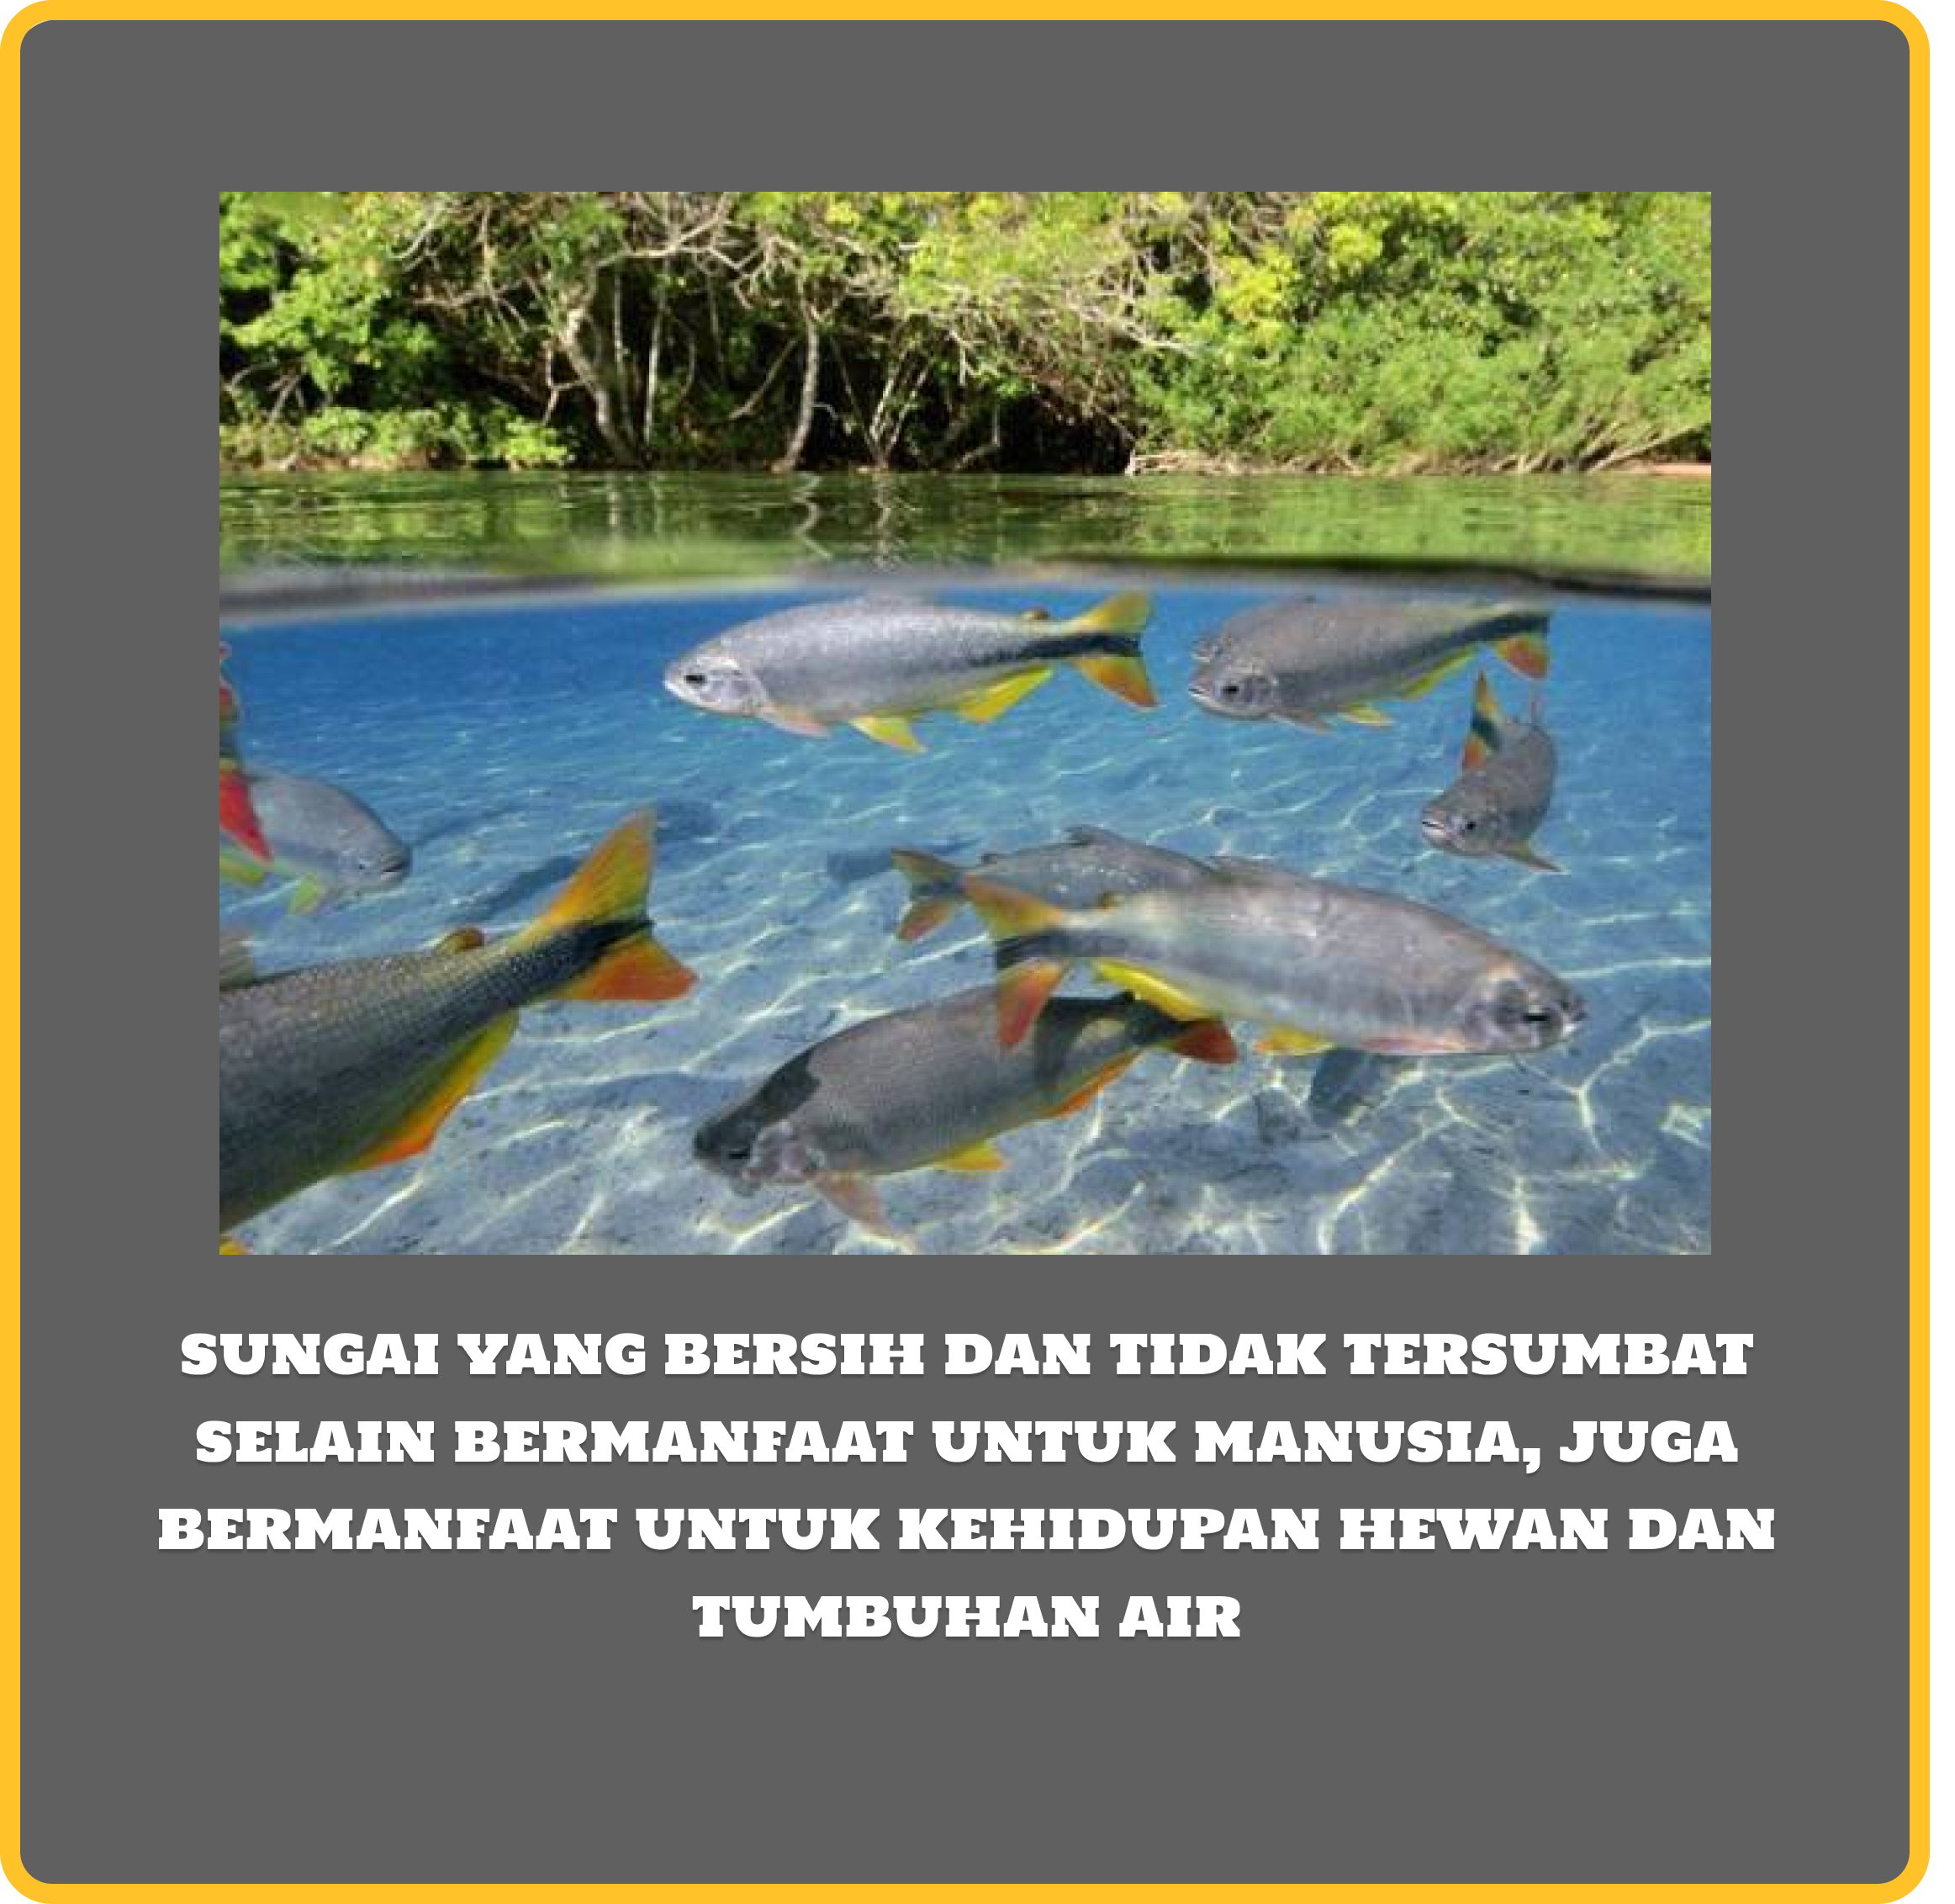 SUNGAI YANG BERSIH DAN TIDAK TERSUMBAT
SELAIN BERMANFAAT UNTUK MANUSIA, JUGA
BERMANFAAT UNTUK KEHIDUPAN HEWAN DAN
TUMBUHAN AIR